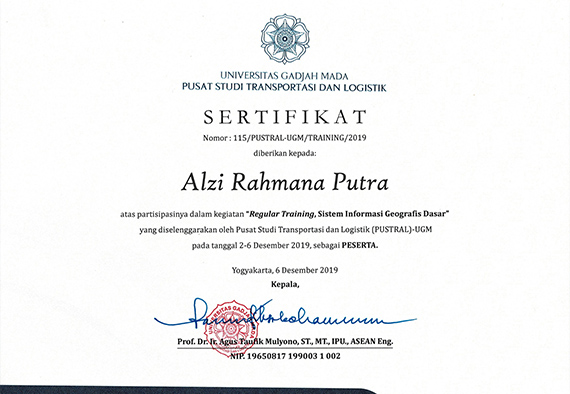 UNIVERSITAS GADJAH MADA
PUSAT STUDI TRANSPORTASI DAN LOGISTIK
SERTIFIKAT
Nomor : 115/PUSTRAL-UGM/TRAINING/2019
diberikan kepada:
Alzi Rahmana Putra
atas partisipasinya dalam kegiatan "Regular Training, Sistem Informasi Geografis Dasar"
yang diselenggarakan oleh Pusat Studi Transportasi dan Logistik (PUSTRAL)-UGM
pada tanggal 2-6 Desember 2019, sebagai PESERTA.
Yogyakarta, 6 Desember 2019
Kepala,
UNIVERSITAS GADJAH MADA
Prof. Dr. Ir. Agus Taufik Mulyono, ST., MT., IPU., ASEAN Eng.
NIP. 19650817 199003 1 002